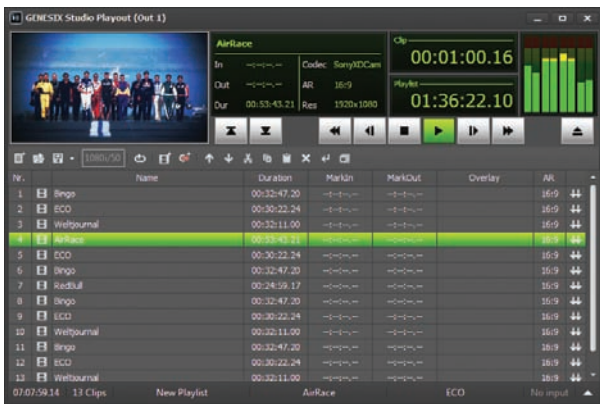 GENESIX Studio Playout (Out 1)
AirRace
In --:--:--.-- Codec SonyXDCam
Out --:--:--.-- AR 16:9
Dur 00:53:43.21 Res 1920x1080
Clip
00:01:00.16
Playlist
01:36:22.10
1080i/50
Nr. Name Duration MarkIn MarkOut Overlay AR
1 Bingo 00:32:47.20 --:--:--.-- --:--:--.-- 16:9
2 ECO 00:30:22.24 --:--:--.-- --:--:--.-- 16:9
3 Weltjournal 00:32:11.00 --:--:--.-- --:--:--.-- 16:9
4 AirRace 00:53:43.21 --:--:--.-- --:--:--.-- 16:9
5 ECO 00:30:22.24 --:--:--.-- --:--:--.-- 16:9
6 Bingo 00:32:47.20 --:--:--.-- --:--:--.-- 16:9
7 RedBull 00:24:59.17 --:--:--.-- --:--:--.-- 16:9
8 Bingo 00:32:47.20 --:--:--.-- --:--:--.-- 16:9
9 ECO 00:30:22.24 --:--:--.-- --:--:--.-- 16:9
10 Weltjournal 00:32:11.00 --:--:--.-- --:--:--.-- 16:9
11 Bingo 00:32:47.20 --:--:--.-- --:--:--.-- 16:9
12 ECO 00:30:22.24 --:--:--.-- --:--:--.-- 16:9
13 Weltjournal 00:32:11.00 --:--:--.-- --:--:--.-- 16:9
07:07:59.14 13 Clips New Playlist AirRace ECO No input